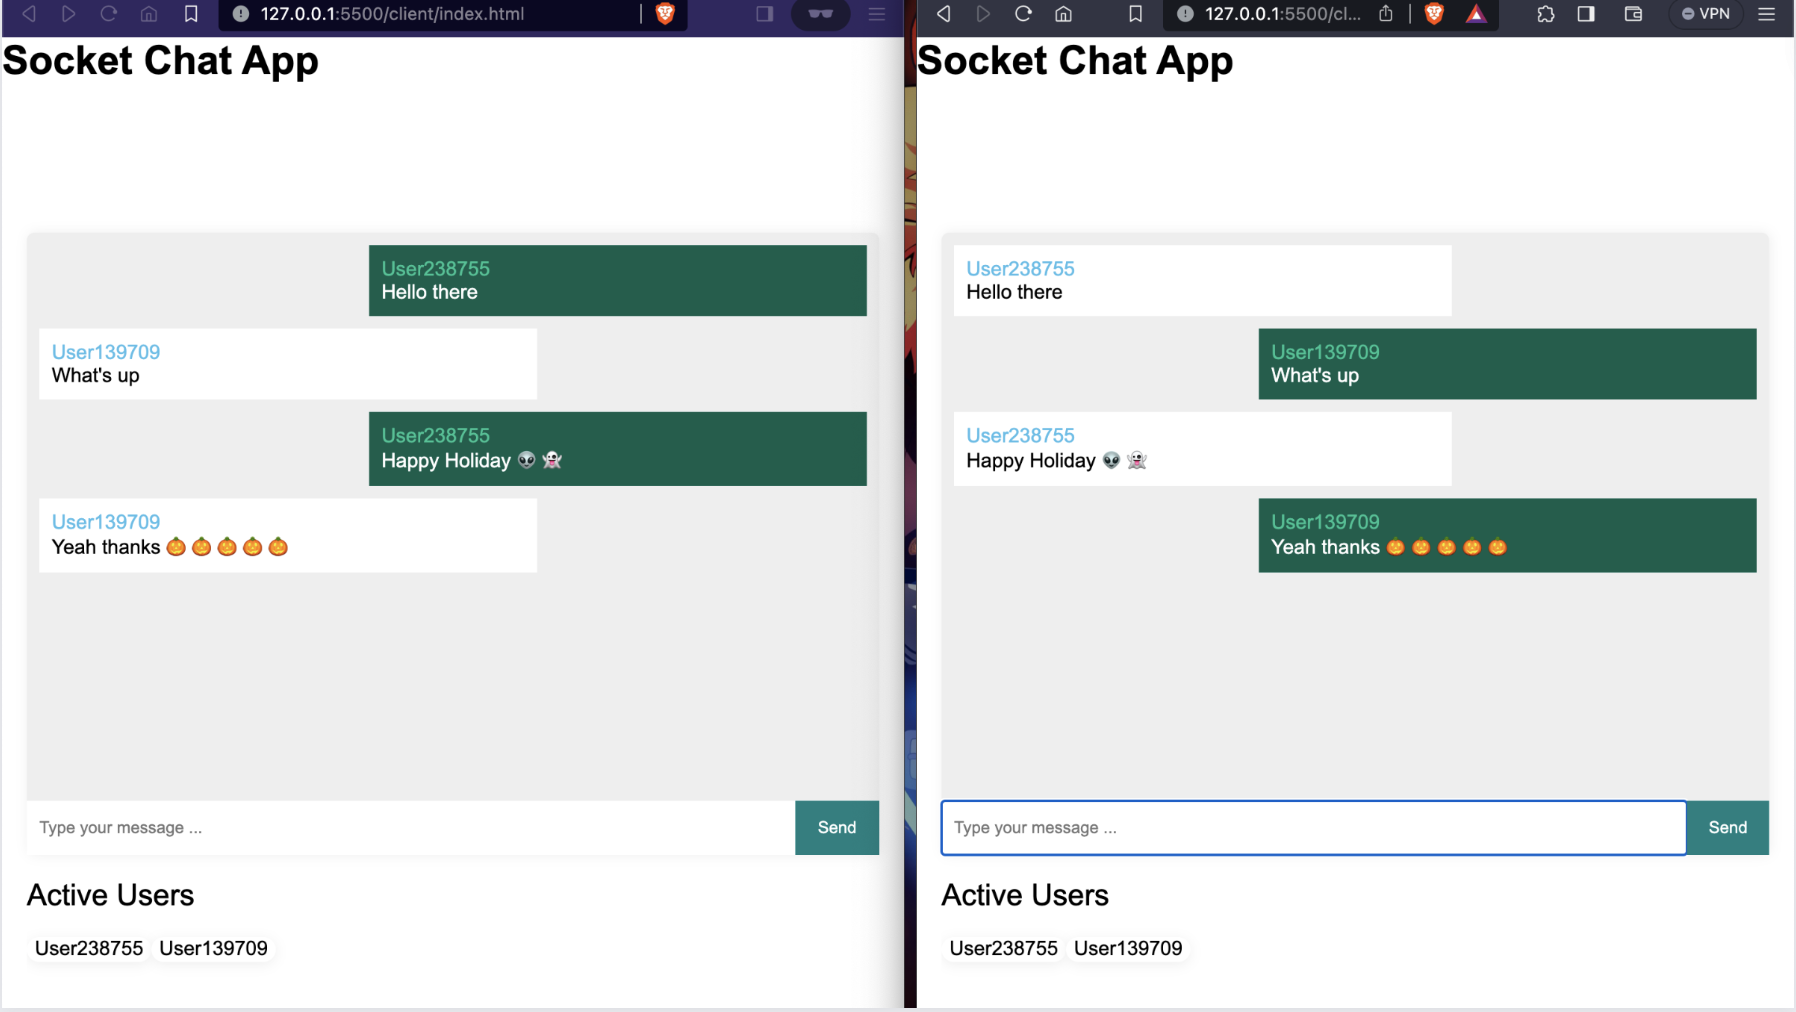 127.0.0.1:5500/client/index.html
Socket Chat App
User238755
Hello there
User139709
What's up
User238755
Happy Holiday 👽 👻
User139709
Yeah thanks 🎃 🎃 🎃 🎃 🎃
Type your message ...
Send
Active Users
User238755 User139709
127.0.0.1:5500/cl...
VPN
Socket Chat App
User238755
Hello there
User139709
What's up
User238755
Happy Holiday 👽 👻
User139709
Yeah thanks 🎃 🎃 🎃 🎃 🎃
Type your message ...
Send
Active Users
User238755 User139709